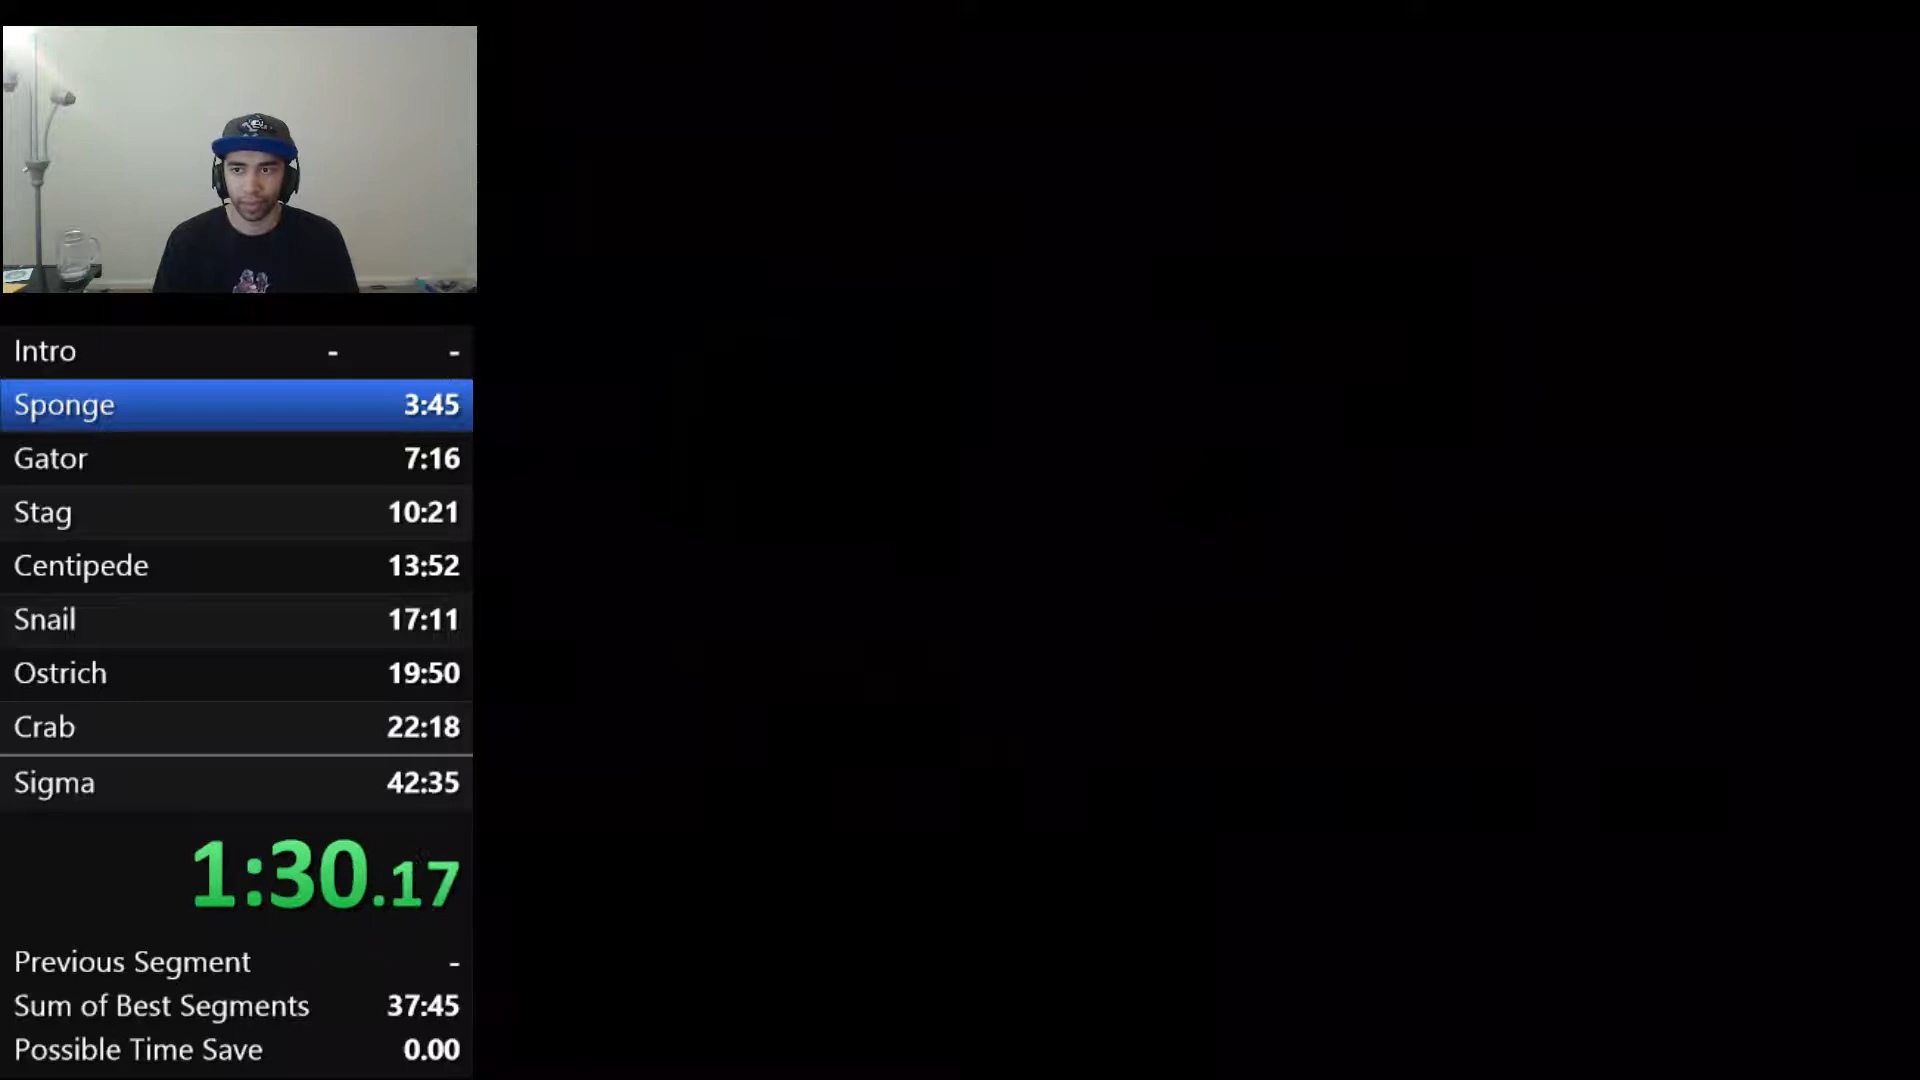 Intro - -
Sponge 3:45
Gator 7:16
Stag 10:21
Centipede 13:52
Snail 17:11
Ostrich 19:50
Crab 22:18
Sigma 42:35
1:30.17
Previous Segment -
Sum of Best Segments 37:45
Possible Time Save 0.00